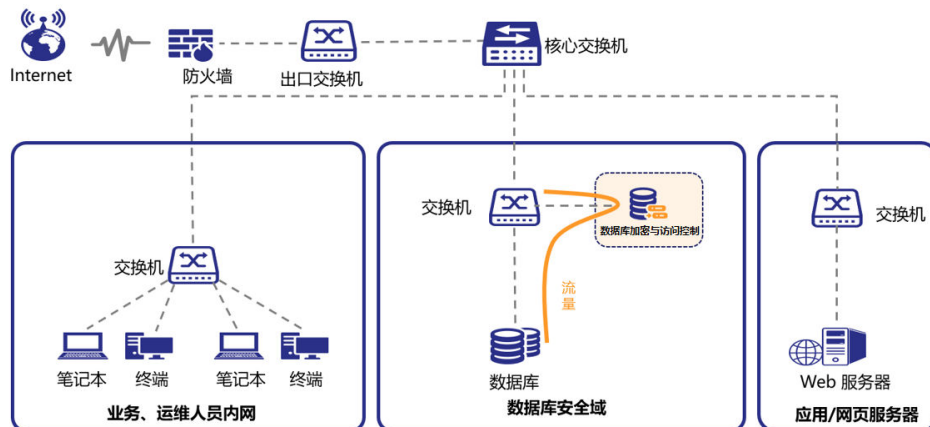 Internet
防火墙
出口交换机
核心交换机
交换机
笔记本
终端
笔记本
终端
业务、运维人员内网
交换机
数据库加密与访问控制
流量
数据库
数据库安全域
交换机
Web 服务器
应用/网页服务器